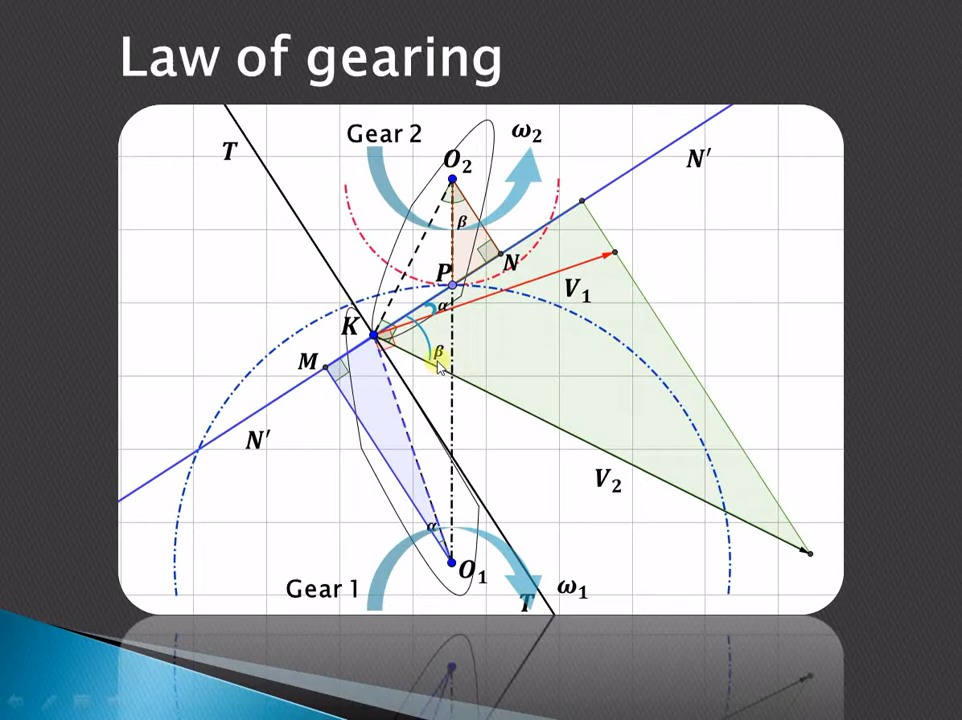 Law of gearing
Gear 2
ω₂
T
O₂
N′
β
P
N
V₁
α
K
β
M
N′
V₂
α
O₁
Gear 1
ω₁
T